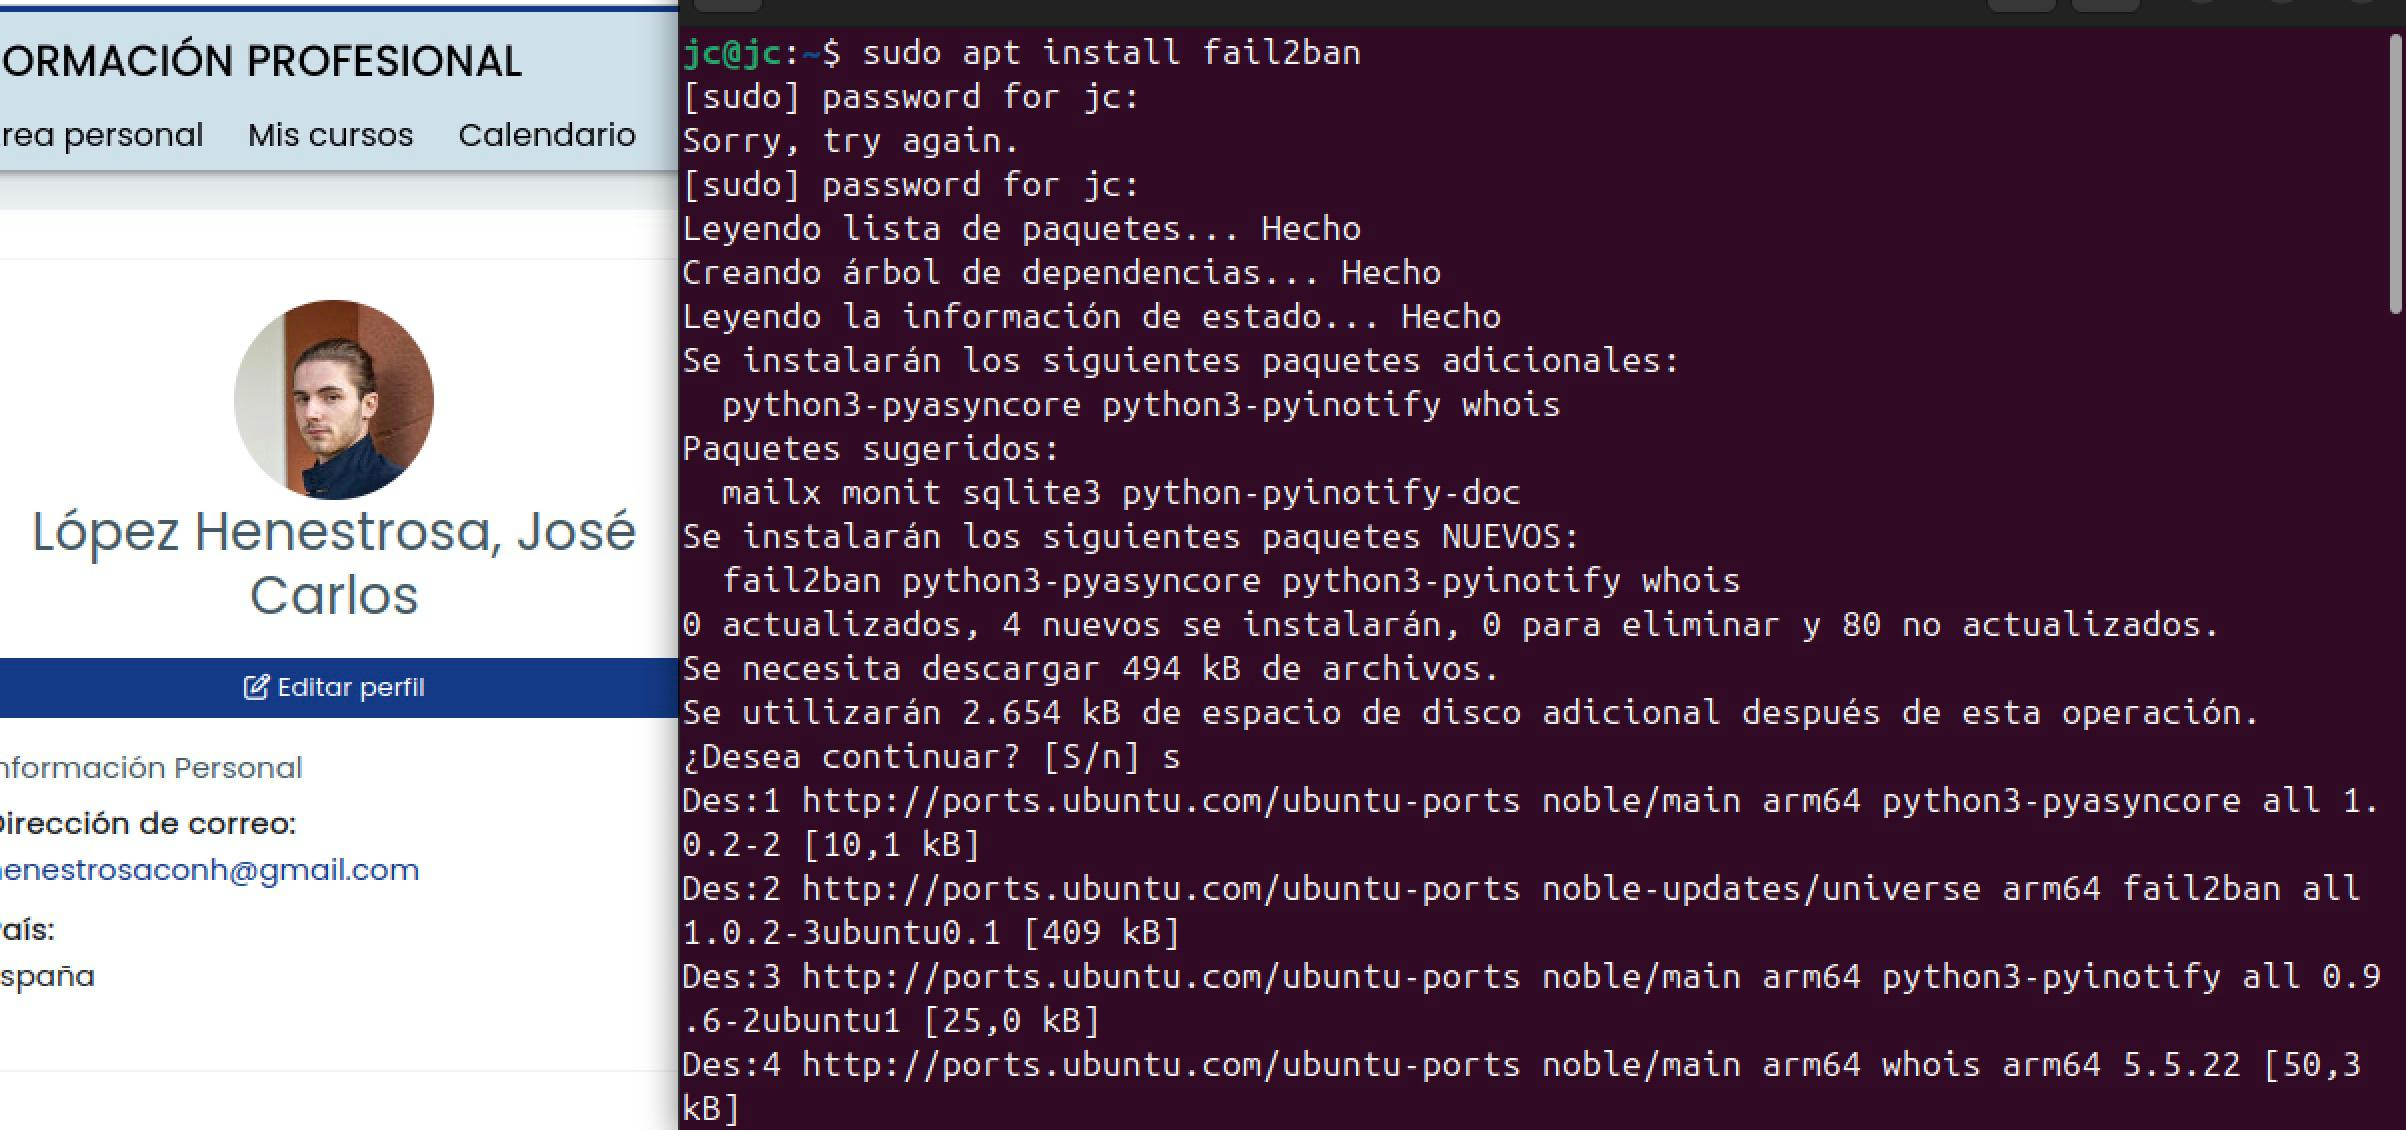 ORMACIÓN PROFESIONAL
rea personal Mis cursos Calendario
López Henestrosa, José
Carlos
Editar perfil
nformación Personal
Dirección de correo:
henestrosaconh@gmail.com
aís:
spaña
jc@jc:~$ sudo apt install fail2ban
[sudo] password for jc:
Sorry, try again.
[sudo] password for jc:
Leyendo lista de paquetes... Hecho
Creando árbol de dependencias... Hecho
Leyendo la información de estado... Hecho
Se instalarán los siguientes paquetes adicionales:
  python3-pyasyncore python3-pyinotify whois
Paquetes sugeridos:
  mailx monit sqlite3 python-pyinotify-doc
Se instalarán los siguientes paquetes NUEVOS:
  fail2ban python3-pyasyncore python3-pyinotify whois
0 actualizados, 4 nuevos se instalarán, 0 para eliminar y 80 no actualizados.
Se necesita descargar 494 kB de archivos.
Se utilizarán 2.654 kB de espacio de disco adicional después de esta operación.
¿Desea continuar? [S/n] s
Des:1 http://ports.ubuntu.com/ubuntu-ports noble/main arm64 python3-pyasyncore all 1.
0.2-2 [10,1 kB]
Des:2 http://ports.ubuntu.com/ubuntu-ports noble-updates/universe arm64 fail2ban all
1.0.2-3ubuntu0.1 [409 kB]
Des:3 http://ports.ubuntu.com/ubuntu-ports noble/main arm64 python3-pyinotify all 0.9
.6-2ubuntu1 [25,0 kB]
Des:4 http://ports.ubuntu.com/ubuntu-ports noble/main arm64 whois arm64 5.5.22 [50,3
kB]